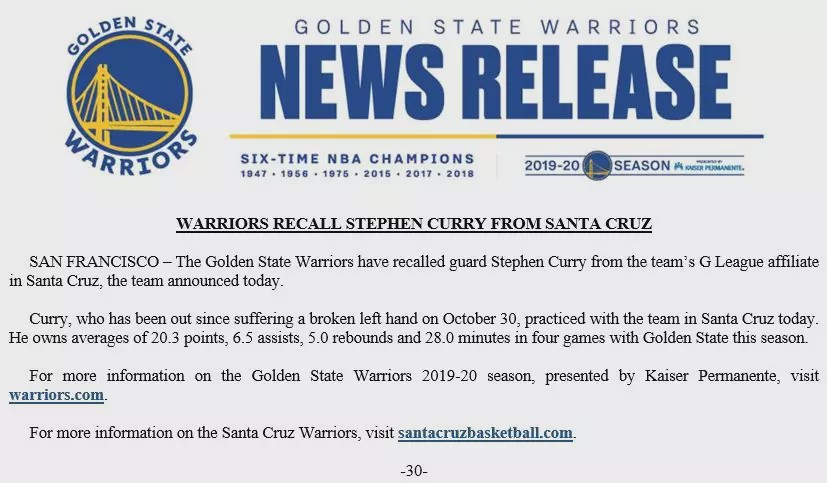 GOLDEN STATE
WARRIORS
GOLDEN STATE WARRIORS
NEWS RELEASE
SIX-TIME NBA CHAMPIONS
1947 • 1956 • 1975 • 2015 • 2017 • 2018
2019-20 SEASON PRESENTED BY KAISER PERMANENTE.
WARRIORS RECALL STEPHEN CURRY FROM SANTA CRUZ
SAN FRANCISCO – The Golden State Warriors have recalled guard Stephen Curry from the team’s G League affiliate
in Santa Cruz, the team announced today.
Curry, who has been out since suffering a broken left hand on October 30, practiced with the team in Santa Cruz today.
He owns averages of 20.3 points, 6.5 assists, 5.0 rebounds and 28.0 minutes in four games with Golden State this season.
For more information on the Golden State Warriors 2019-20 season, presented by Kaiser Permanente, visit
warriors.com.
For more information on the Santa Cruz Warriors, visit santacruzbasketball.com.
-30-